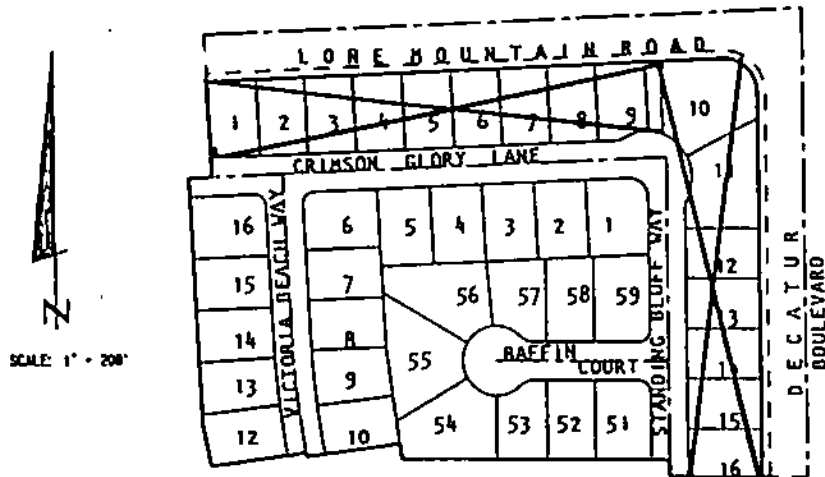 LONE MOUNTAIN ROAD
1 2 3 4 5 6 7 8 9 10
CRIMSON GLORY LANE
16 6 5 4 3 2 1
15 7 56 57 58 59 12
14 8 55 BAFFIN COURT 13
13 9
12 10 54 53 52 51 15
16
VICTORIA BEACH WAY
STANDING BLUFF WAY
DECATUR
BOULEVARD
N
SCALE: 1" = 200'